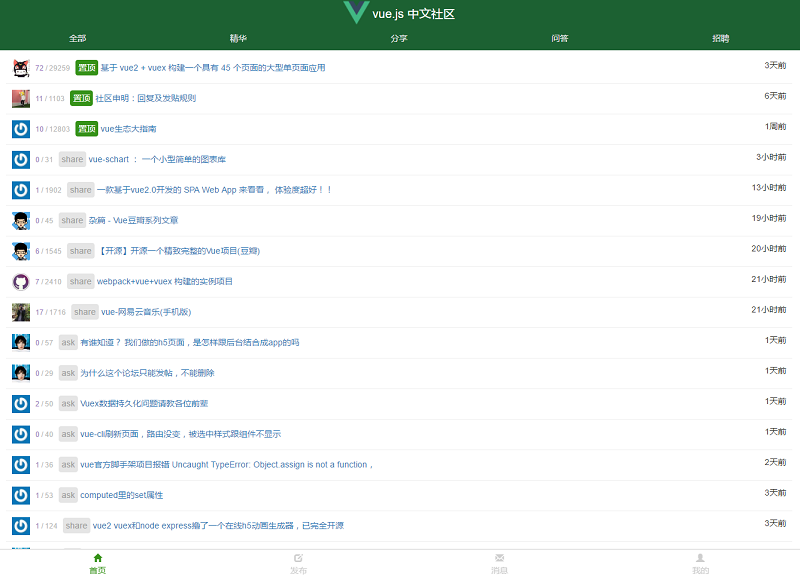 vue.js 中文社区
全部 精华 分享 问答 招聘
72 / 29259 置顶 基于 vue2 + vuex 构建一个具有 45 个页面的大型单页面应用 3天前
11 / 1103 置顶 社区申明：回复及发贴规则 6天前
10 / 12803 置顶 vue生态大指南 1周前
0 / 31 share vue-schart ： 一个小型简单的图表库 3小时前
1 / 1902 share 一款基于vue2.0开发的 SPA Web App 来看看， 体验度超好！！ 13小时前
0 / 45 share 杂篇 - Vue豆瓣系列文章 19小时前
6 / 1545 share 【开源】开源一个精致完整的Vue项目(豆瓣) 20小时前
7 / 2410 share webpack+vue+vuex 构建的实例项目 21小时前
17 / 1716 share vue-网易云音乐(手机版) 21小时前
0 / 57 ask 有谁知道？ 我们做的h5页面，是怎样跟后台结合成app的吗 1天前
0 / 29 ask 为什么这个论坛只能发帖，不能删除 1天前
2 / 50 ask Vuex数据持久化问题请教各位前辈 1天前
0 / 40 ask vue-cli刷新页面，路由没变，被选中样式跟组件不显示 1天前
1 / 36 ask vue官方脚手架项目报错 Uncaught TypeError: Object.assign is not a function， 2天前
1 / 53 ask computed里的set属性 3天前
1 / 124 share vue2 vuex和node express撸了一个在线h5动画生成器，已完全开源 3天前
首页 发布 消息 我的